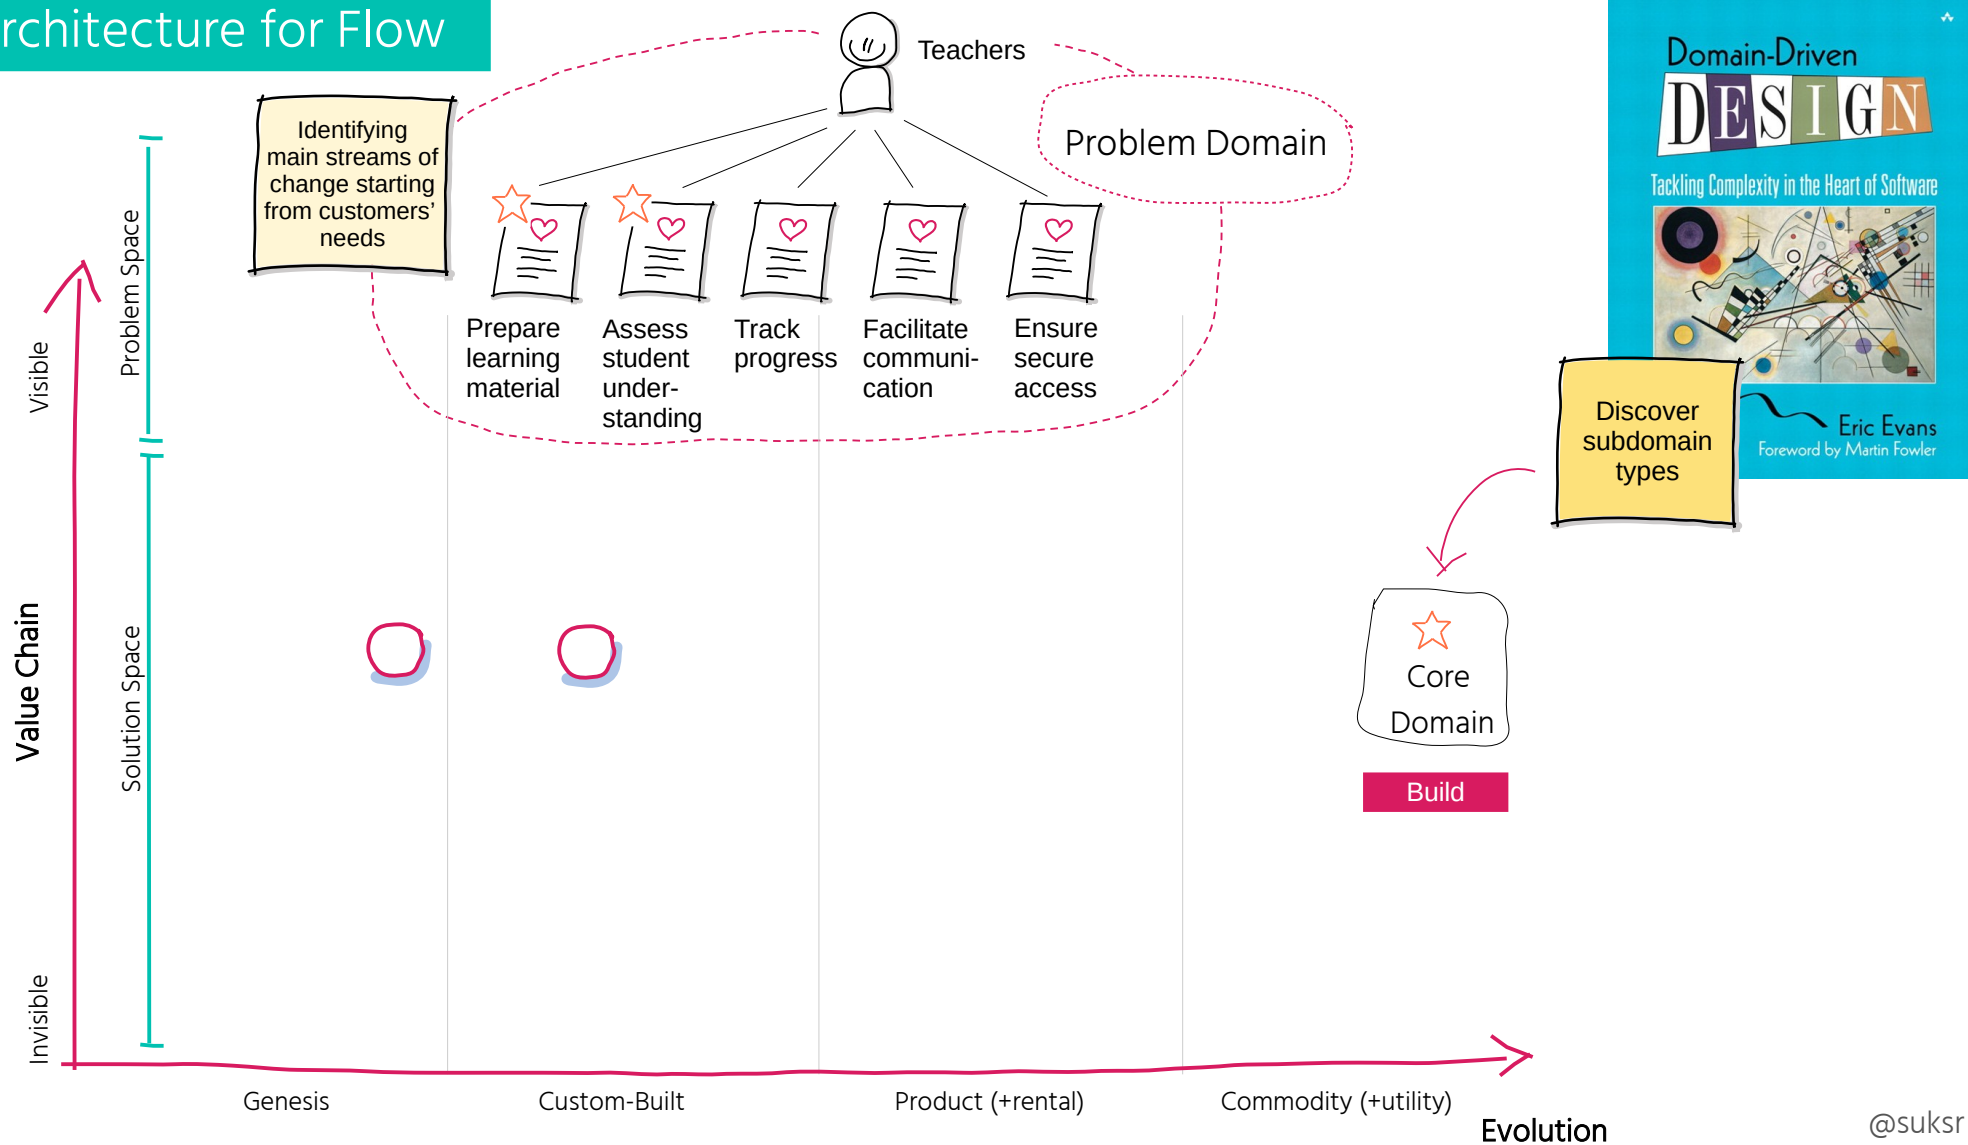 rchitecture for Flow
Teachers
Identifying
main streams of
change starting
from customers'
needs
Problem Domain
Domain-Driven
DESIGN
Tackling Complexity in the Heart of Software
Eric Evans
Foreword by Martin Fowler
Prepare
learning
material
Assess
student
under-
standing
Track
progress
Facilitate
communi-
cation
Ensure
secure
access
Discover
subdomain
types
Core
Domain
Build
Value Chain
Visible
Invisible
Problem Space
Solution Space
Genesis
Custom-Built
Product (+rental)
Commodity (+utility)
Evolution
@suksr